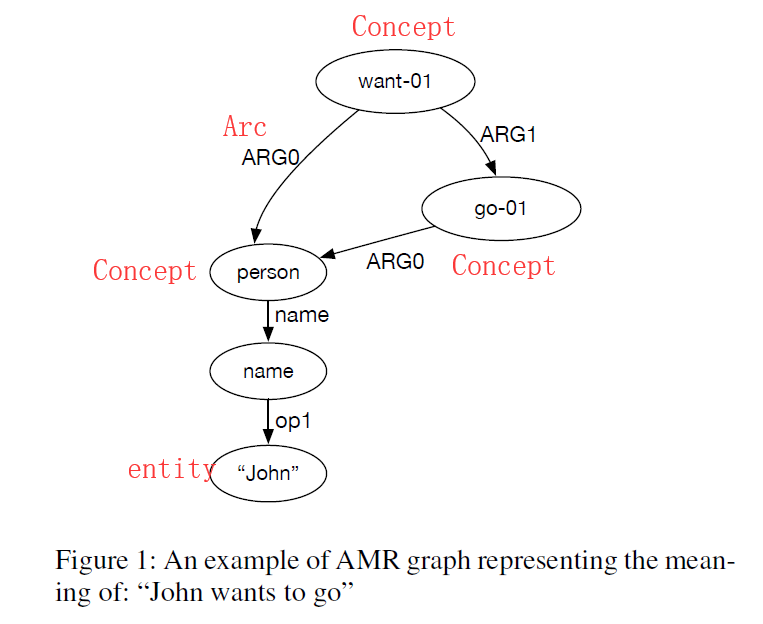 Concept
want-01
Arc
ARG0
ARG1
go-01
Concept
person
ARG0
Concept
name
name
op1
entity
“John”
Figure 1: An example of AMR graph representing the mean-
ing of: “John wants to go”